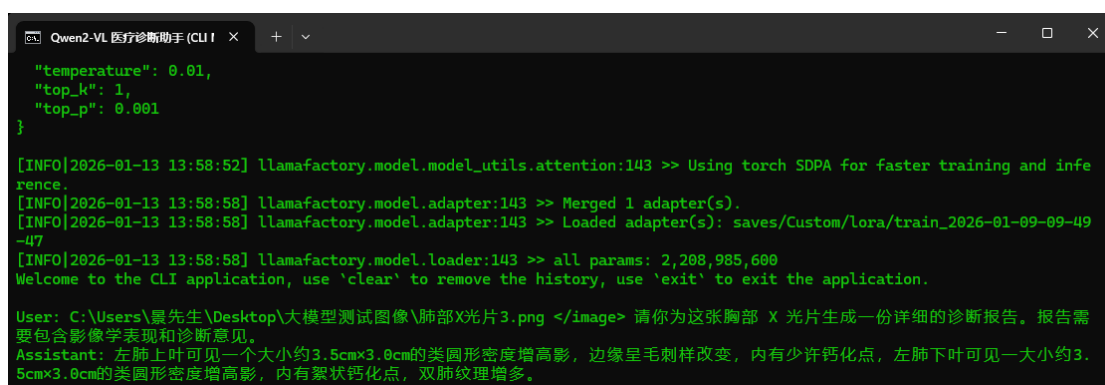 Qwen2-VL 医疗诊断助手 (CLI M
  "temperature": 0.01,
  "top_k": 1,
  "top_p": 0.001
}
[INFO|2026-01-13 13:58:52] llamafactory.model.model_utils.attention:143 >> Using torch SDPA for faster training and infe
rence.
[INFO|2026-01-13 13:58:58] llamafactory.model.adapter:143 >> Merged 1 adapter(s).
[INFO|2026-01-13 13:58:58] llamafactory.model.adapter:143 >> Loaded adapter(s): saves/Custom/lora/train_2026-01-09-09-49
-47
[INFO|2026-01-13 13:58:58] llamafactory.model.loader:143 >> all params: 2,208,985,600
Welcome to the CLI application, use `clear` to remove the history, use `exit` to exit the application.
User: C:\Users\景先生\Desktop\大模型测试图像\肺部X光片3.png </image> 请你为这张胸部 X 光片生成一份详细的诊断报告。报告需
要包含影像学表现和诊断意见。
Assistant: 左肺上叶可见一个大小约3.5cm×3.0cm的类圆形密度增高影，边缘呈毛刺样改变，内有少许钙化点，左肺下叶可见一大小约3.
5cm×3.0cm的类圆形密度增高影，内有絮状钙化点，双肺纹理增多。